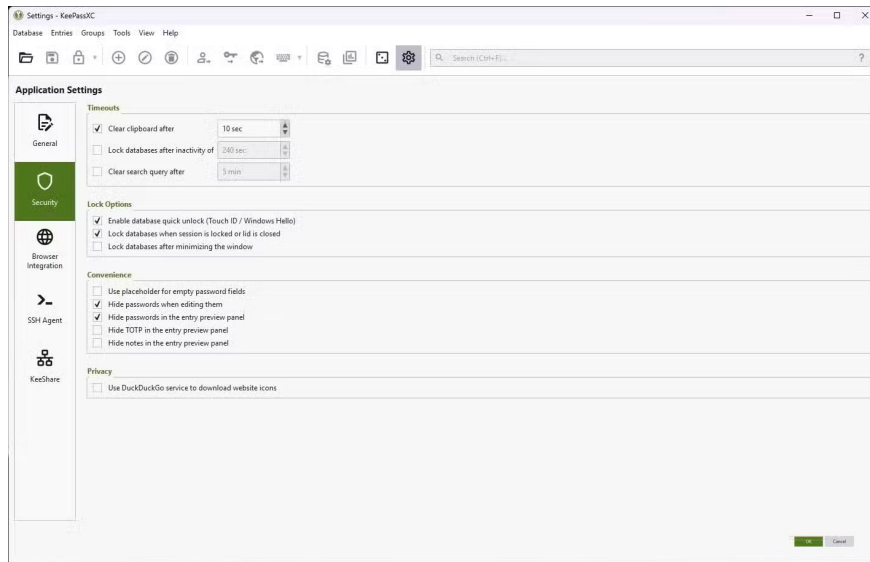 Settings - KeePassXC
Database Entries Groups Tools View Help
Search (Ctrl+F)...
?
Application Settings
General
Security
Browser
Integration
SSH Agent
KeeShare
Timeouts
Clear clipboard after 10 sec
Lock databases after inactivity of 240 sec
Clear search query after 5 min
Lock Options
Enable database quick unlock (Touch ID / Windows Hello)
Lock databases when session is locked or lid is closed
Lock databases after minimizing the window
Convenience
Use placeholder for empty password fields
Hide passwords when editing them
Hide passwords in the entry preview panel
Hide TOTP in the entry preview panel
Hide notes in the entry preview panel
Privacy
Use DuckDuckGo service to download website icons
OK Cancel